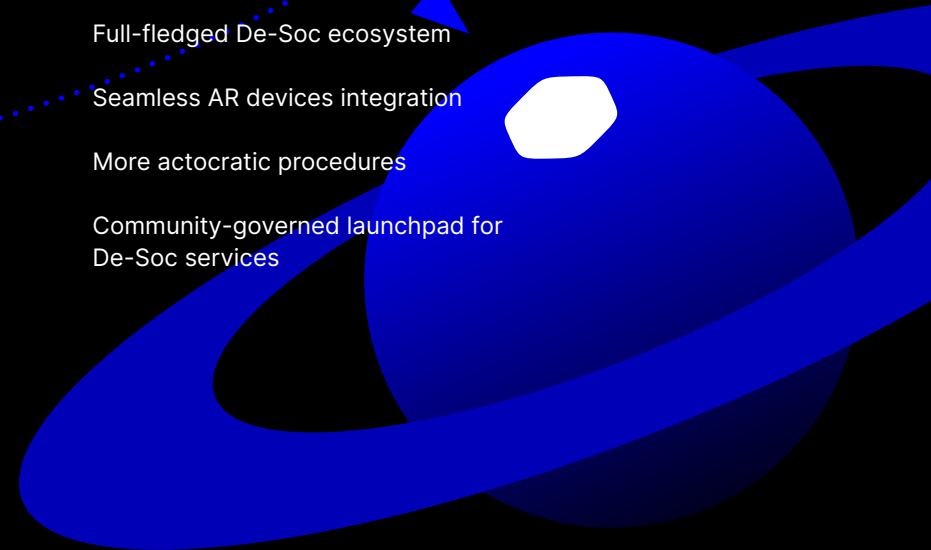 Full-fledged De-Soc ecosystem
Seamless AR devices integration
More actocratic procedures
Community-governed launchpad for
De-Soc services